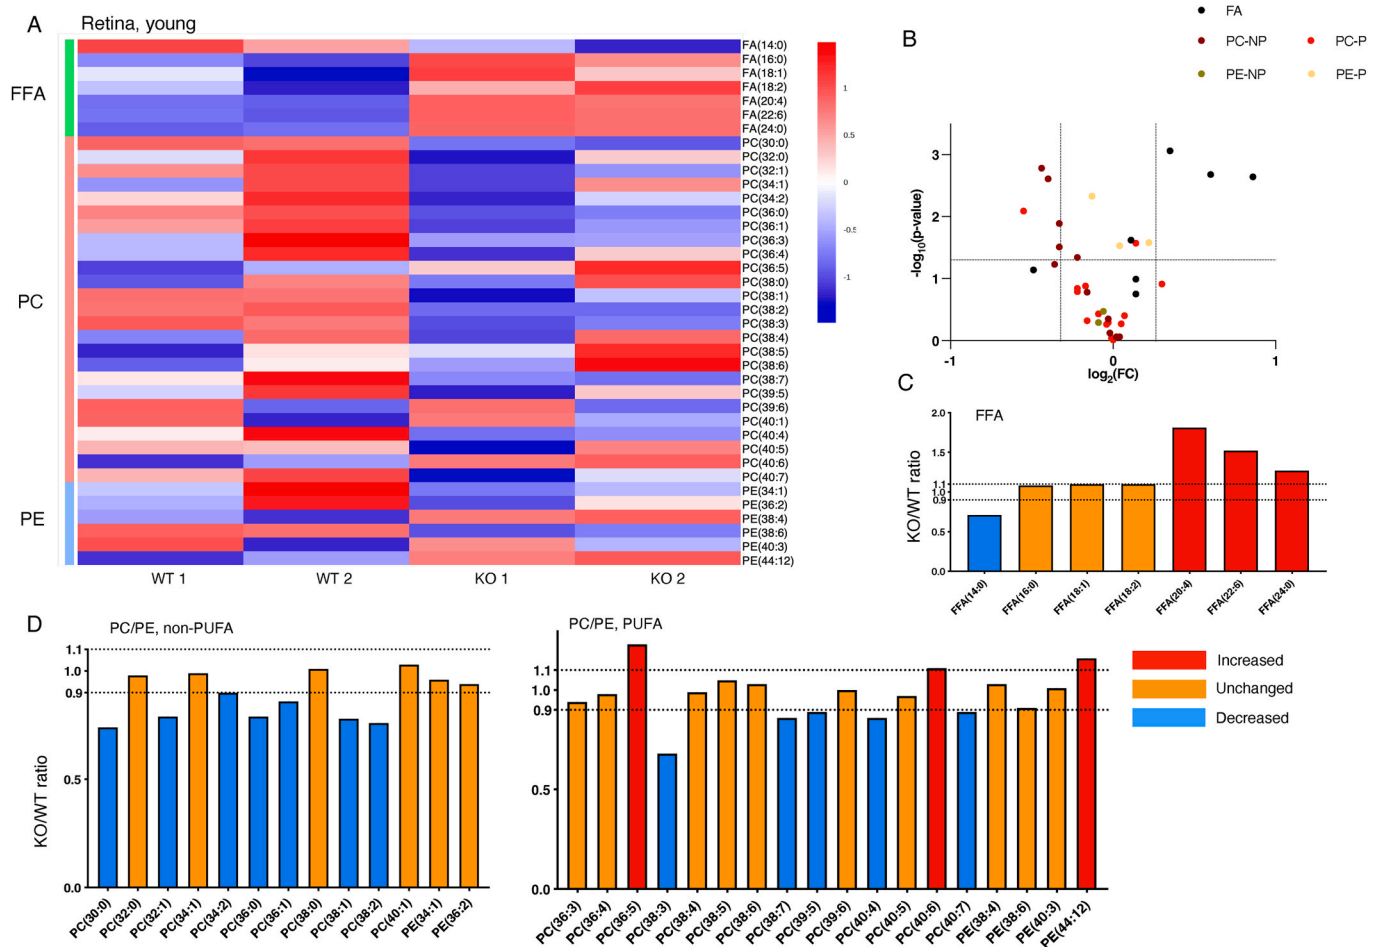 A
Retina, young
FFA
PC
PE
FA(14:0)
FA(16:0)
FA(18:1)
FA(18:2)
FA(20:4)
FA(22:6)
FA(24:0)
PC(30:0)
PC(32:0)
PC(32:1)
PC(34:1)
PC(34:2)
PC(36:0)
PC(36:1)
PC(36:3)
PC(36:4)
PC(36:5)
PC(38:0)
PC(38:1)
PC(38:2)
PC(38:3)
PC(38:4)
PC(38:5)
PC(38:6)
PC(38:7)
PC(39:5)
PC(39:6)
PC(40:1)
PC(40:4)
PC(40:5)
PC(40:6)
PC(40:7)
PE(34:1)
PE(36:2)
PE(38:4)
PE(38:6)
PE(40:3)
PE(44:12)
WT 1 WT 2 KO 1 KO 2
1
0.5
0
-0.5
-1
B
FA
PC-NP PC-P
PE-NP PE-P
-log10(p-value)
3
2
1
0
-1 0 1
log2(FC)
C
FFA
KO/WT ratio
2.0
1.5
1.1
1.0
0.9
0.5
0.0
FFA(14:0) FFA(16:0) FFA(18:1) FFA(18:2) FFA(20:4) FFA(22:6) FFA(24:0)
D
PC/PE, non-PUFA
KO/WT ratio
1.1
1.0
0.9
0.5
0.0
PC(30:0) PC(32:0) PC(32:1) PC(34:1) PC(34:2) PC(36:0) PC(36:1) PC(38:0) PC(38:1) PC(38:2) PC(40:1) PE(34:1) PE(36:2)
PC/PE, PUFA
1.1
1.0
0.9
0.5
0.0
PC(36:3) PC(36:4) PC(36:5) PC(38:3) PC(38:4) PC(38:5) PC(38:6) PC(38:7) PC(39:5) PC(39:6) PC(40:4) PC(40:5) PC(40:6) PC(40:7) PE(38:4) PE(38:6) PE(40:3) PE(44:12)
Increased
Unchanged
Decreased